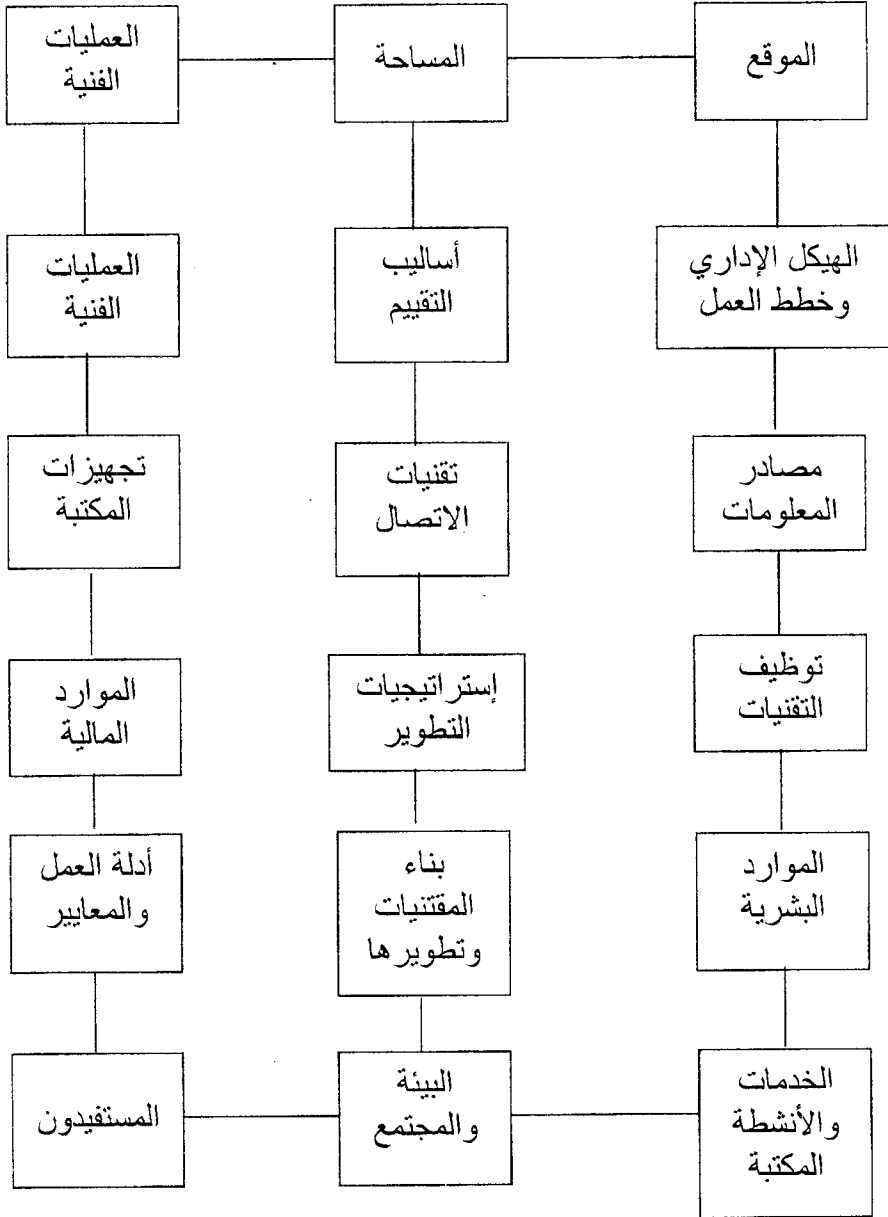 الموقع
المساحة
العمليات
الفنية
الهيكل الإداري
وخطط العمل
أساليب
التقييم
العمليات
الفنية
مصادر
المعلومات
تقنيات
الاتصال
تجهيزات
المكتبة
توظيف
التقنيات
إستراتيجيات
التطوير
الموارد
المالية
الموارد
البشرية
بناء
المقتنيات
وتطويرها
أدلة العمل
والمعايير
الخدمات
والأنشطة
المكتبة
البيئة
والمجتمع
المستفيدون